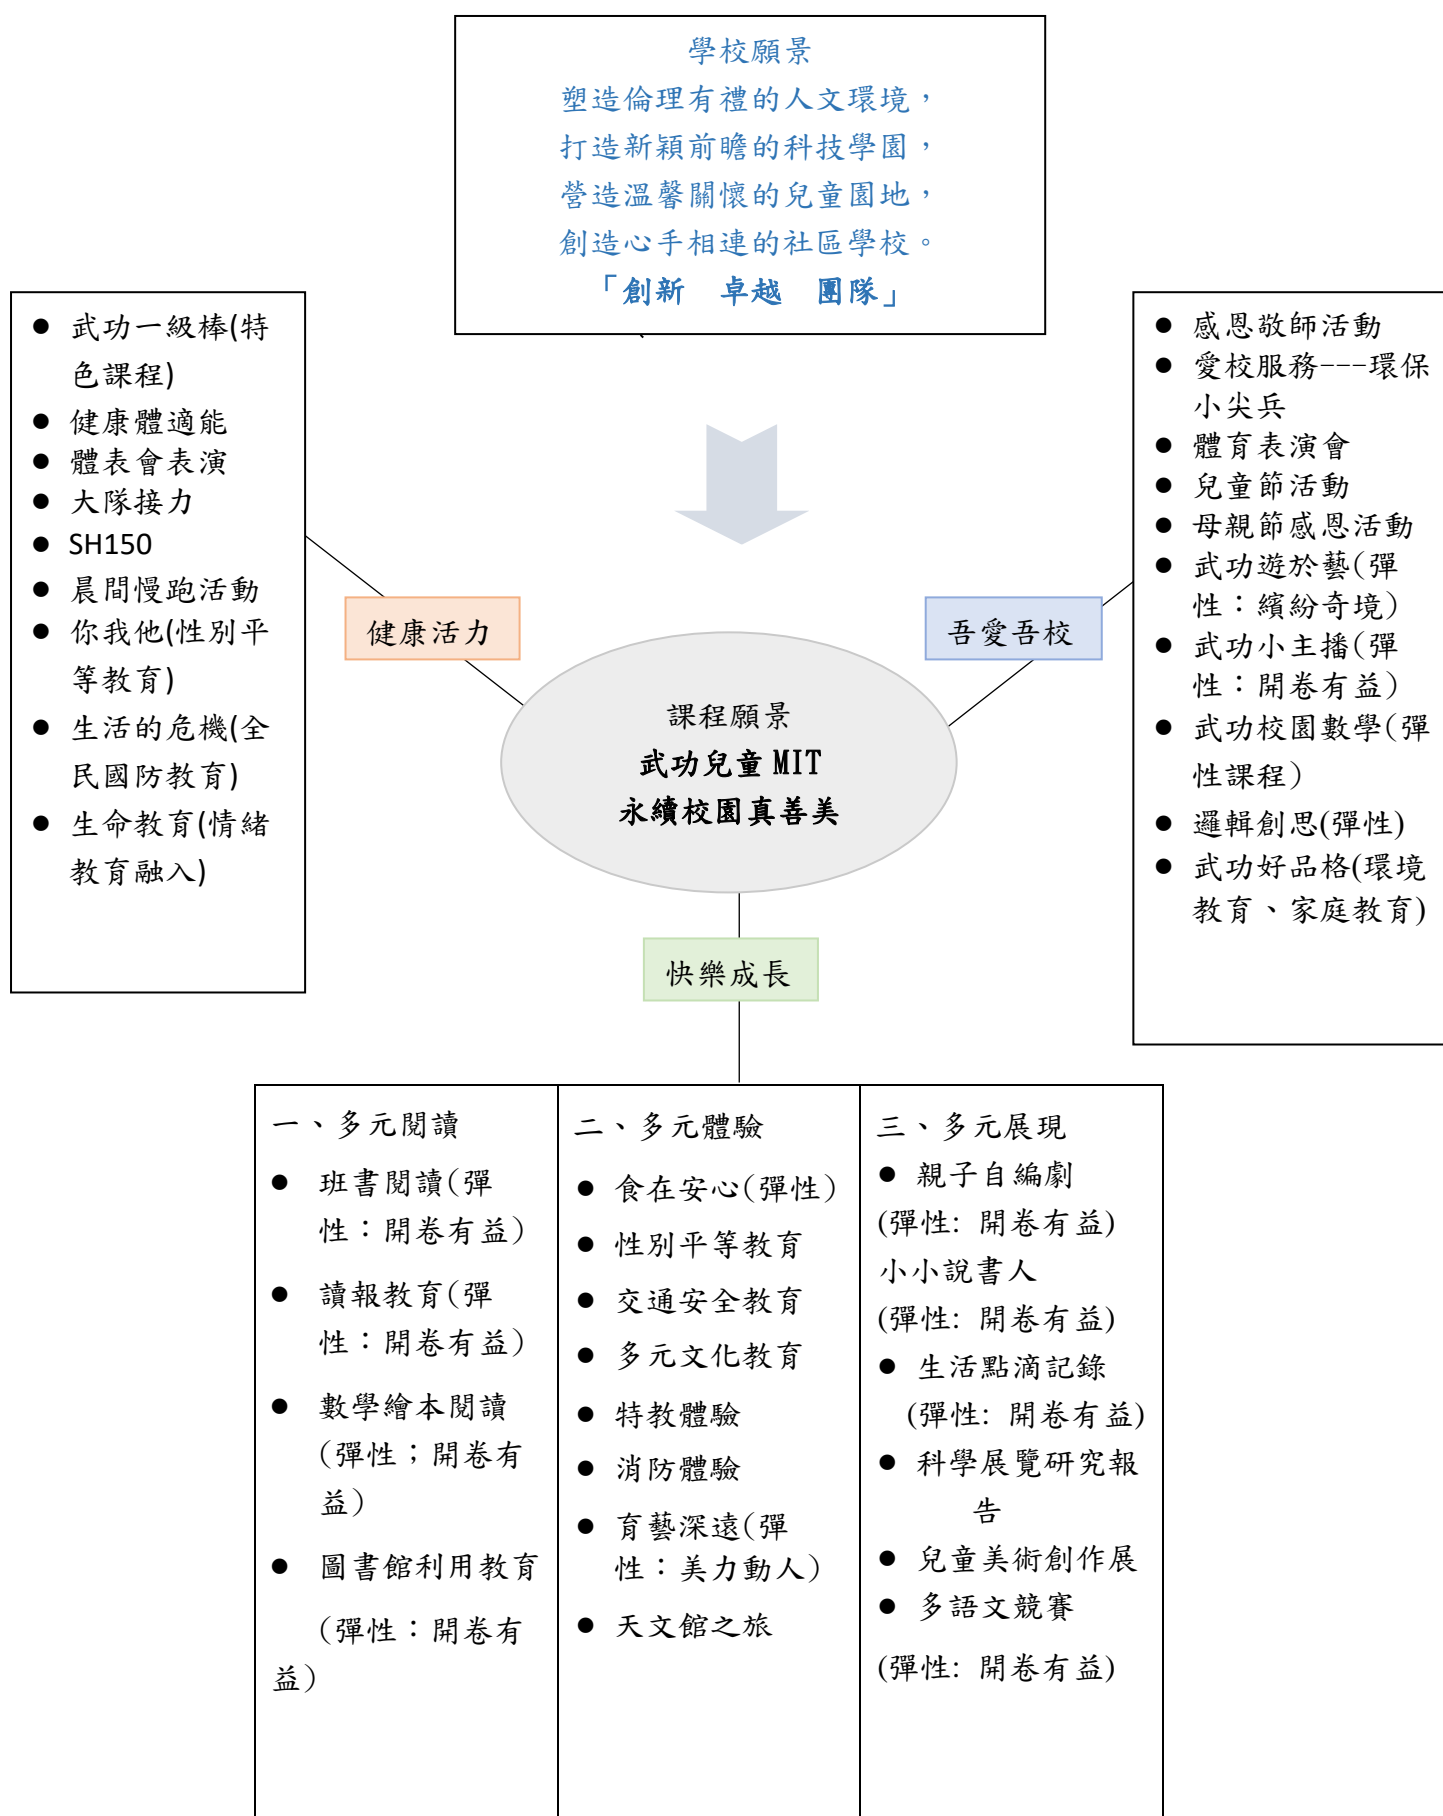 學校願景
塑造倫理有禮的人文環境，
打造新穎前瞻的科技學園，
營造溫馨關懷的兒童園地，
創造心手相連的社區學校。
「創新　卓越　團隊」
● 武功一級棒(特
色課程)
● 健康體適能
● 體表會表演
● 大隊接力
● SH150
● 晨間慢跑活動
● 你我他(性別平
等教育)
● 生活的危機(全
民國防教育)
● 生命教育(情緒
教育融入)
● 感恩敬師活動
● 愛校服務---環保
小尖兵
● 體育表演會
● 兒童節活動
● 母親節感恩活動
● 武功遊於藝（彈
性：繽紛奇境）
● 武功小主播（彈
性：開卷有益）
● 武功校園數學（彈
性課程）
● 邏輯創思(彈性)
● 武功好品格(環境
教育、家庭教育)
健康活力
吾愛吾校
課程願景
武功兒童 MIT
永續校園真善美
快樂成長
一、多元閱讀
● 班書閱讀（彈
性：開卷有益）
● 讀報教育（彈
性：開卷有益）
● 數學繪本閱讀
（彈性；開卷有
益）
● 圖書館利用教育
（彈性：開卷有
益）
二、多元體驗
● 食在安心（彈性）
● 性別平等教育
● 交通安全教育
● 多元文化教育
● 特教體驗
● 消防體驗
● 育藝深遠（彈
性：美力動人）
● 天文館之旅
三、多元展現
● 親子自編劇
(彈性: 開卷有益)
小小說書人
(彈性: 開卷有益)
● 生活點滴記錄
(彈性: 開卷有益)
● 科學展覽研究報
告
● 兒童美術創作展
● 多語文競賽
(彈性: 開卷有益)